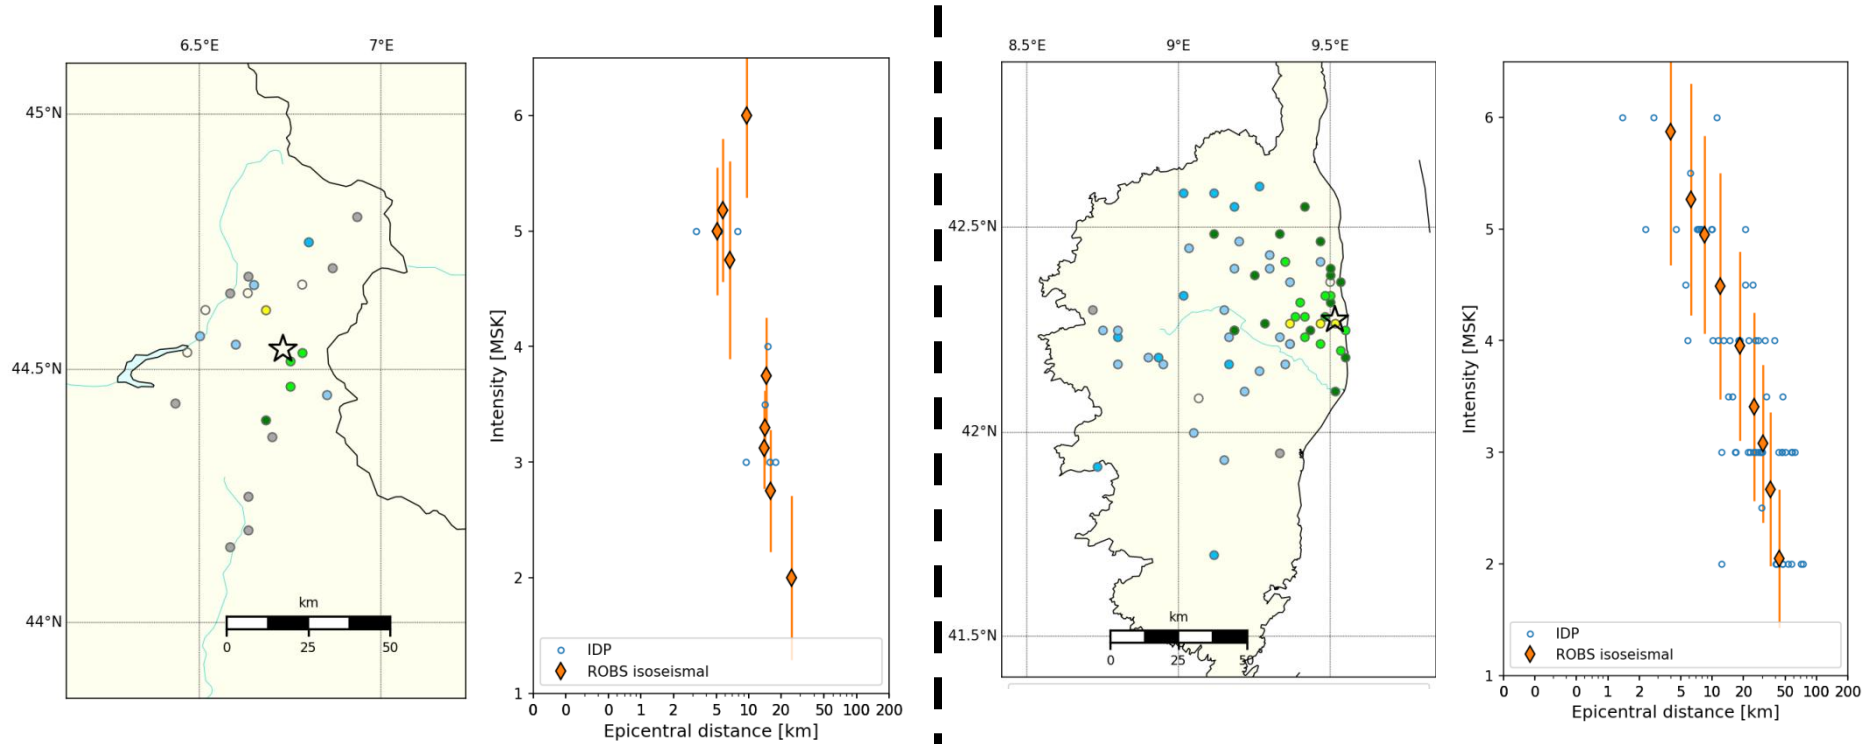 6.5°E 7°E
45°N
44.5°N
44°N
km
0 25 50
6
5
4
3
2
1
Intensity [MSK]
IDP
ROBS isoseismal
0 0 0 1 2 5 10 20 50 100 200
Epicentral distance [km]
8.5°E 9°E 9.5°E
42.5°N
42°N
41.5°N
km
0 25 50
6
5
4
3
2
1
Intensity [MSK]
IDP
ROBS isoseismal
0 0 0 1 2 5 10 20 50 100 200
Epicentral distance [km]